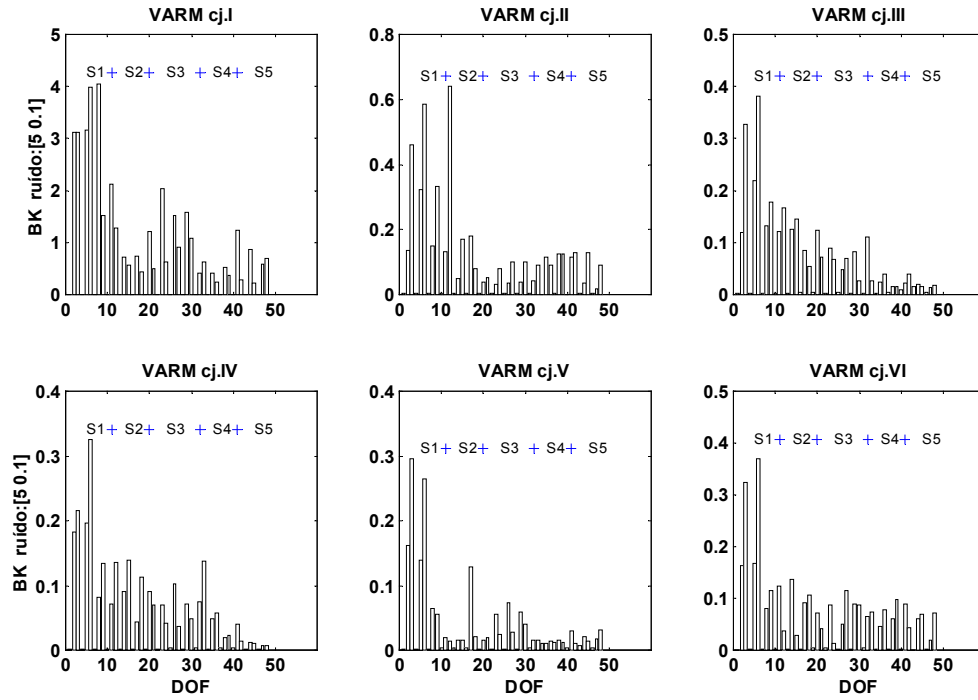 VARM cj.I
VARM cj.II
VARM cj.III
BK ruído:[5 0.1]
5
4
3
2
1
0
S1+ S2+ S3 + S4+ S5
0 10 20 30 40 50
0.8
0.6
0.4
0.2
0
S1+ S2+ S3 + S4+ S5
0 10 20 30 40 50
0.5
0.4
0.3
0.2
0.1
0
S1+ S2+ S3 + S4+ S5
0 10 20 30 40 50
VARM cj.IV
VARM cj.V
VARM cj.VI
BK ruído:[5 0.1]
0.4
0.3
0.2
0.1
0
S1+ S2+ S3 + S4+ S5
0 10 20 30 40 50
DOF
0.4
0.3
0.2
0.1
0
S1+ S2+ S3 + S4+ S5
0 10 20 30 40 50
DOF
0.5
0.4
0.3
0.2
0.1
0
S1+ S2+ S3 + S4+ S5
0 10 20 30 40 50
DOF